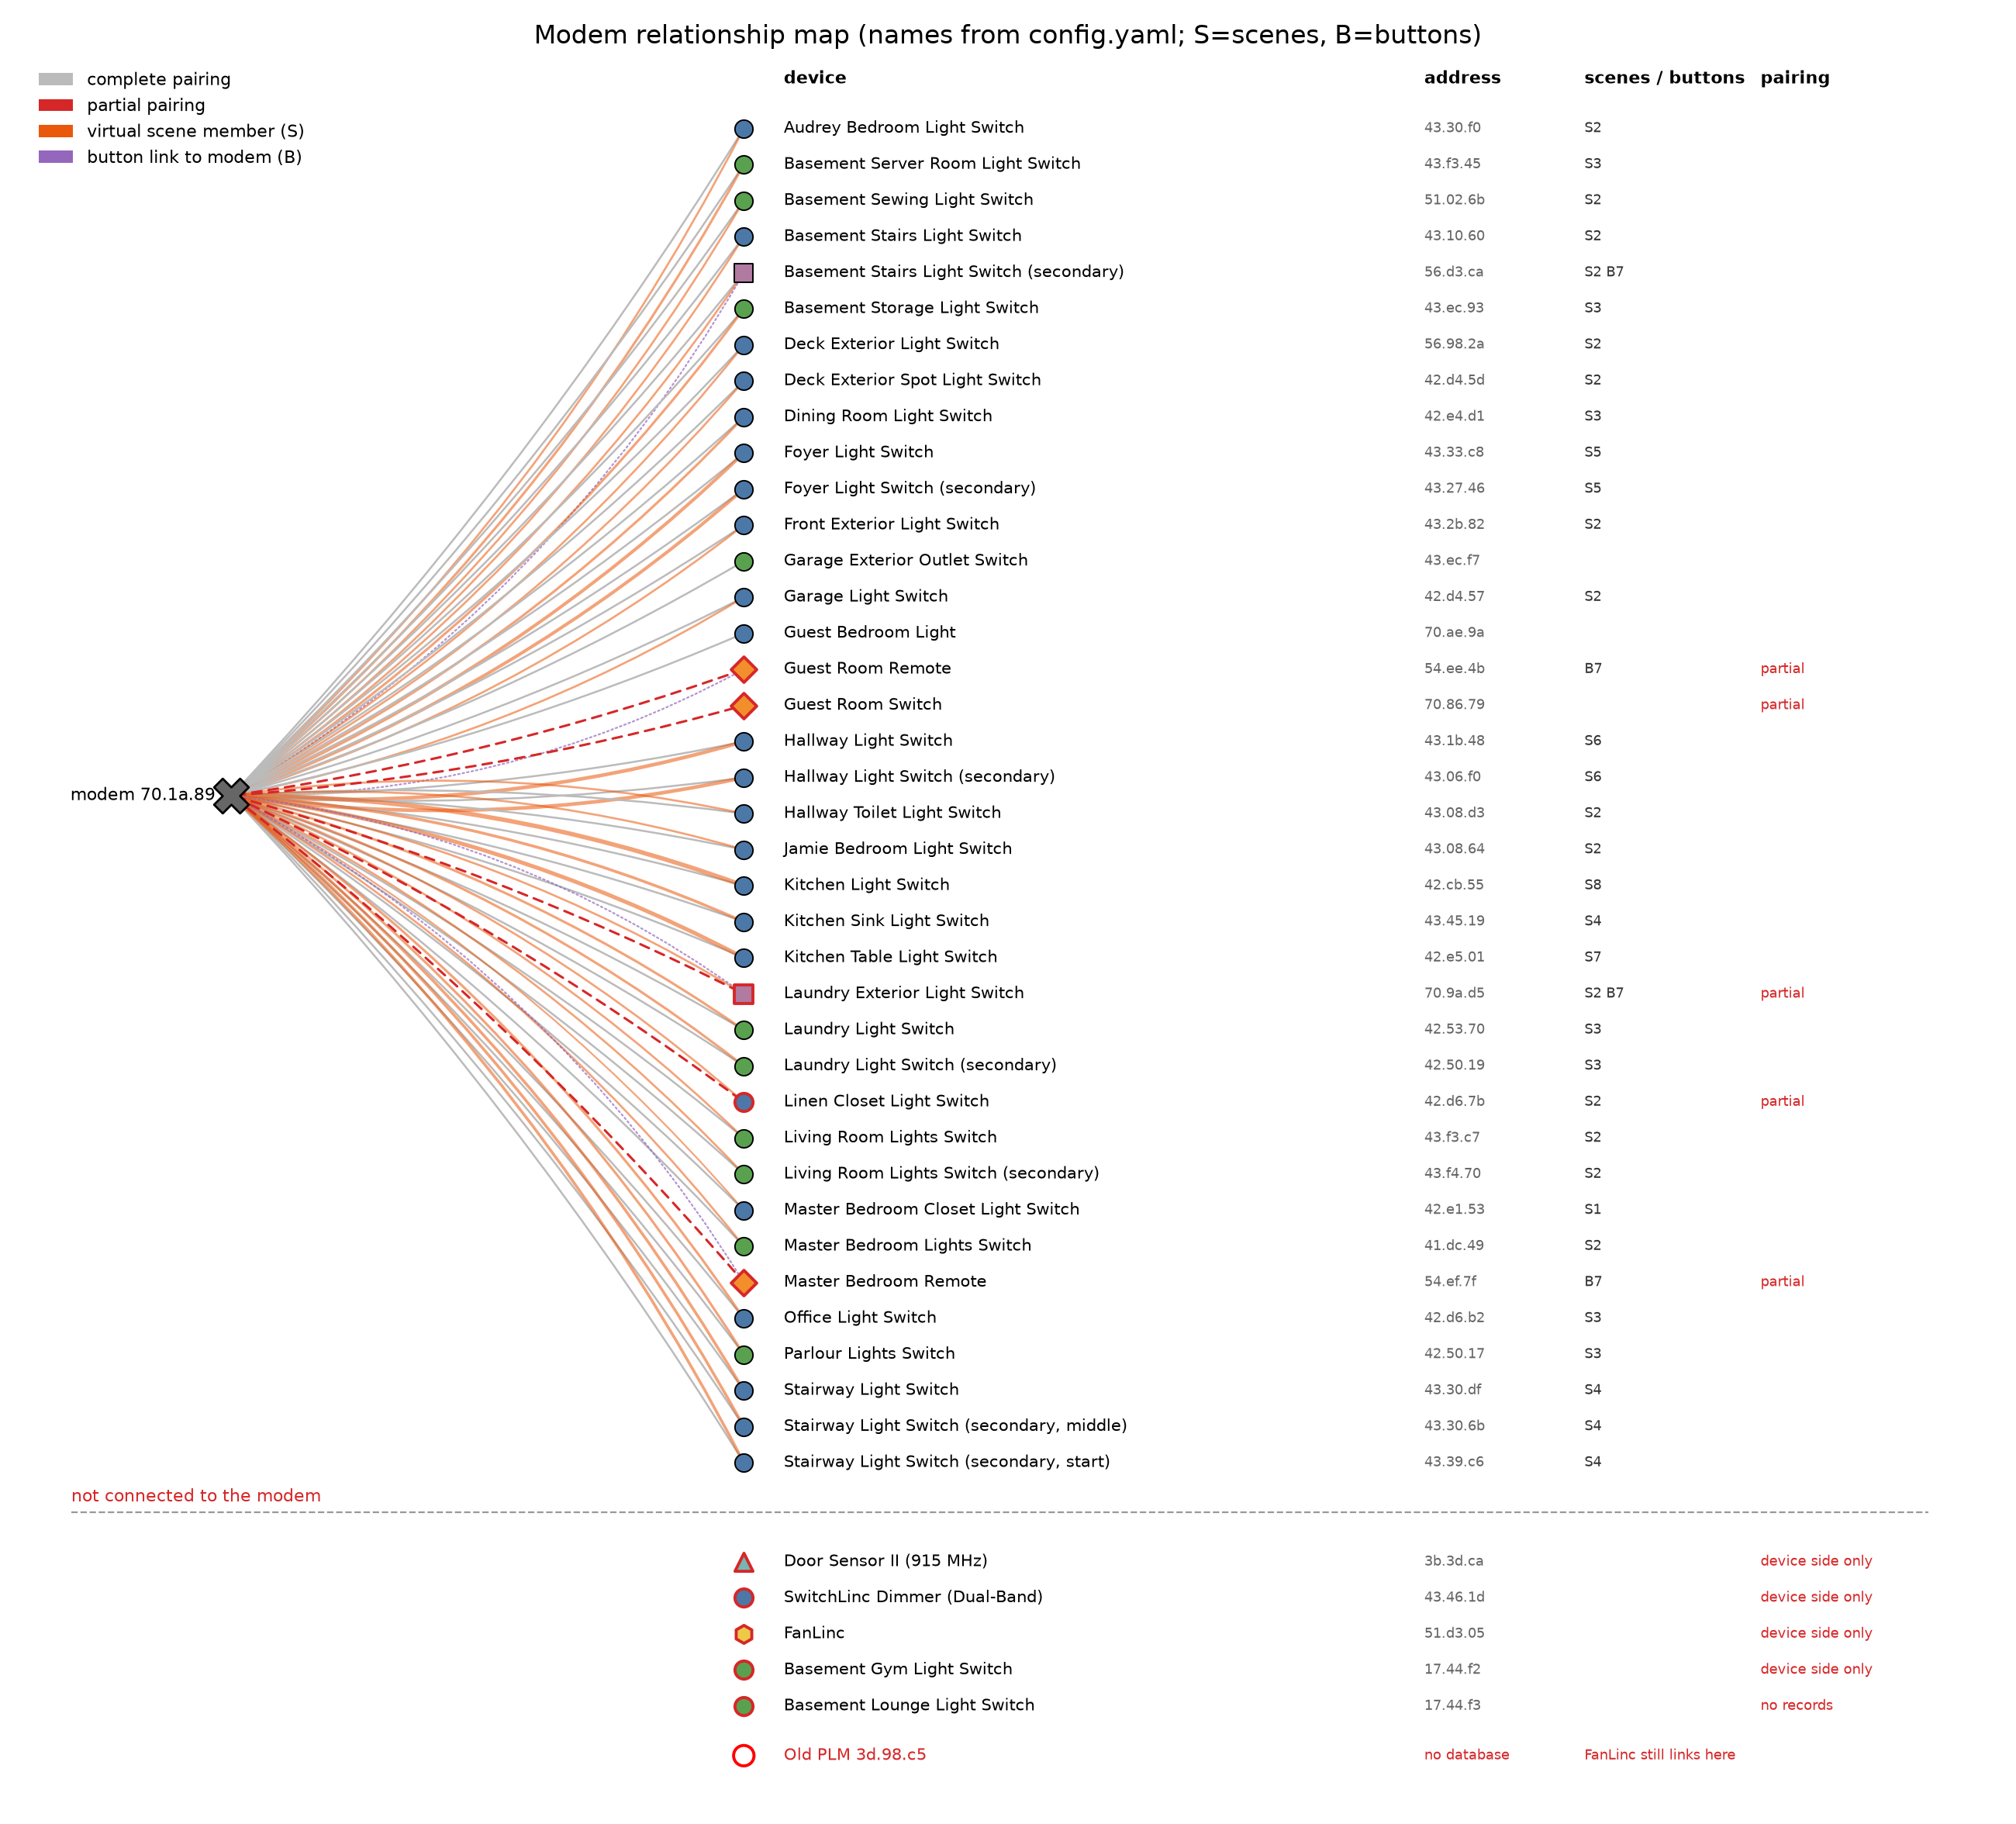 Modem relationship map (names from config.yaml; S=scenes, B=buttons)
complete pairing
partial pairing
virtual scene member (S)
button link to modem (B)
device address scenes / buttons pairing
Audrey Bedroom Light Switch 43.30.f0 S2
Basement Server Room Light Switch 43.f3.45 S3
Basement Sewing Light Switch 51.02.6b S2
Basement Stairs Light Switch 43.10.60 S2
Basement Stairs Light Switch (secondary) 56.d3.ca S2 B7
Basement Storage Light Switch 43.ec.93 S3
Deck Exterior Light Switch 56.98.2a S2
Deck Exterior Spot Light Switch 42.d4.5d S2
Dining Room Light Switch 42.e4.d1 S3
Foyer Light Switch 43.33.c8 S5
Foyer Light Switch (secondary) 43.27.46 S5
Front Exterior Light Switch 43.2b.82 S2
Garage Exterior Outlet Switch 43.ec.f7
Garage Light Switch 42.d4.57 S2
Guest Bedroom Light 70.ae.9a
Guest Room Remote 54.ee.4b B7 partial
Guest Room Switch 70.86.79 partial
Hallway Light Switch 43.1b.48 S6
Hallway Light Switch (secondary) 43.06.f0 S6
modem 70.1a.89
Hallway Toilet Light Switch 43.08.d3 S2
Jamie Bedroom Light Switch 43.08.64 S2
Kitchen Light Switch 42.cb.55 S8
Kitchen Sink Light Switch 43.45.19 S4
Kitchen Table Light Switch 42.e5.01 S7
Laundry Exterior Light Switch 70.9a.d5 S2 B7 partial
Laundry Light Switch 42.53.70 S3
Laundry Light Switch (secondary) 42.50.19 S3
Linen Closet Light Switch 42.d6.7b S2 partial
Living Room Lights Switch 43.f3.c7 S2
Living Room Lights Switch (secondary) 43.f4.70 S2
Master Bedroom Closet Light Switch 42.e1.53 S1
Master Bedroom Lights Switch 41.dc.49 S2
Master Bedroom Remote 54.ef.7f B7 partial
Office Light Switch 42.d6.b2 S3
Parlour Lights Switch 42.50.17 S3
Stairway Light Switch 43.30.df S4
Stairway Light Switch (secondary, middle) 43.30.6b S4
Stairway Light Switch (secondary, start) 43.39.c6 S4
not connected to the modem
Door Sensor II (915 MHz) 3b.3d.ca device side only
SwitchLinc Dimmer (Dual-Band) 43.46.1d device side only
FanLinc 51.d3.05 device side only
Basement Gym Light Switch 17.44.f2 device side only
Basement Lounge Light Switch 17.44.f3 no records
Old PLM 3d.98.c5 no database FanLinc still links here